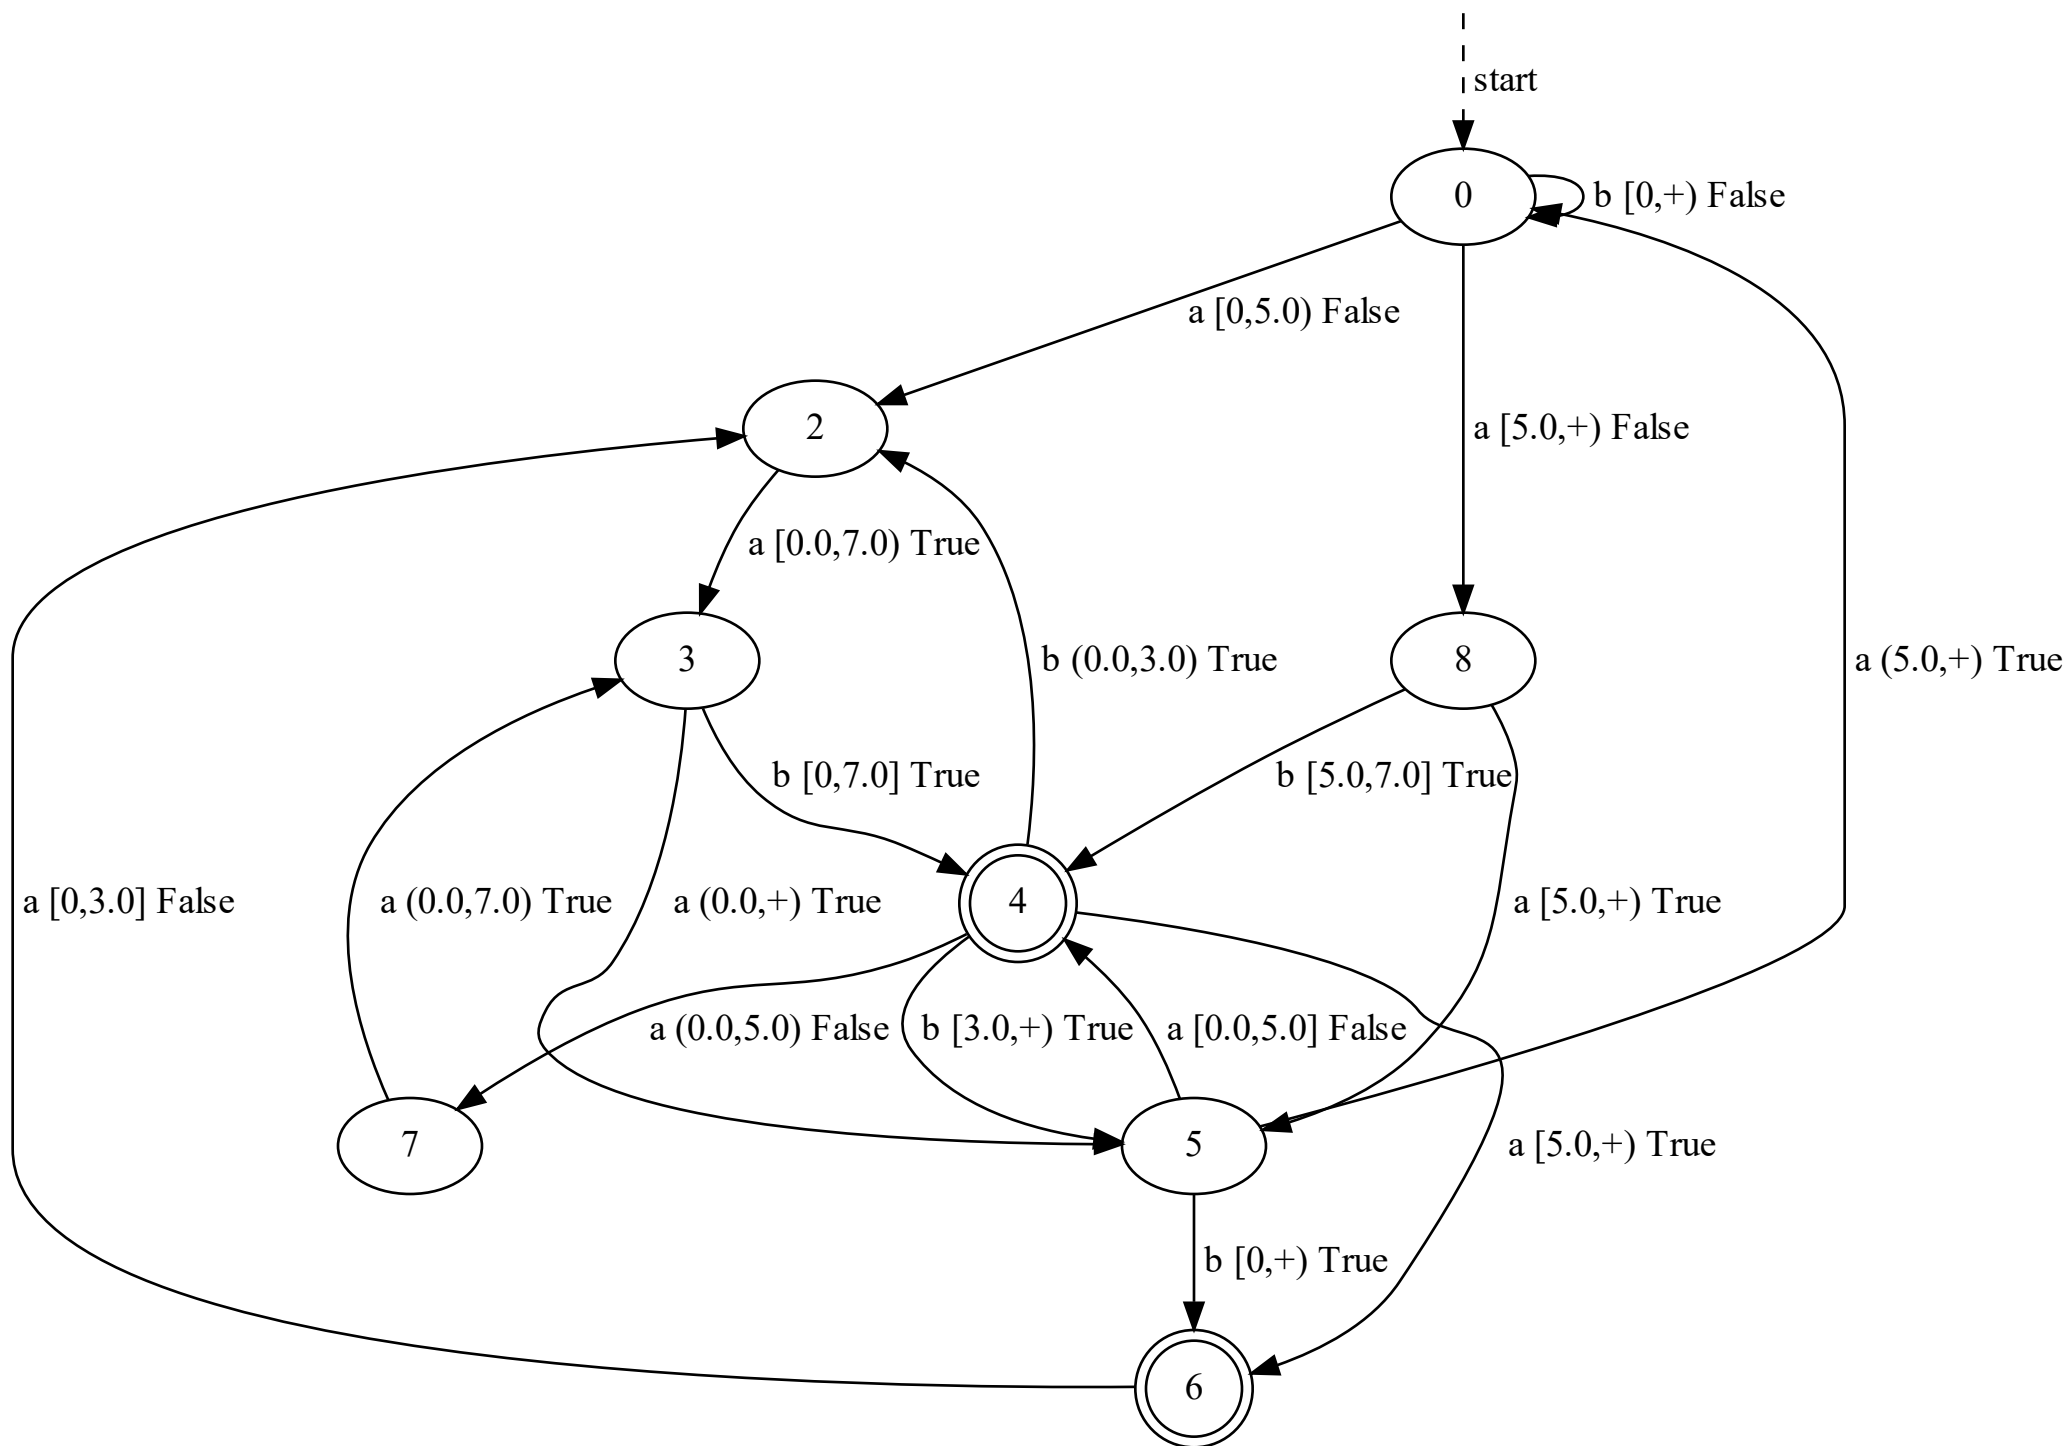 start
0
b [0,+) False
a [0,5.0) False
2
a [5.0,+) False
a [0.0,7.0) True
3
b (0.0,3.0) True
8
a (5.0,+) True
b [0,7.0] True
b [5.0,7.0] True
a [0,3.0] False
a (0.0,7.0) True
a (0.0,+) True
4
a [5.0,+) True
a (0.0,5.0) False
b [3.0,+) True
a [0.0,5.0] False
7
5
a [5.0,+) True
b [0,+) True
6